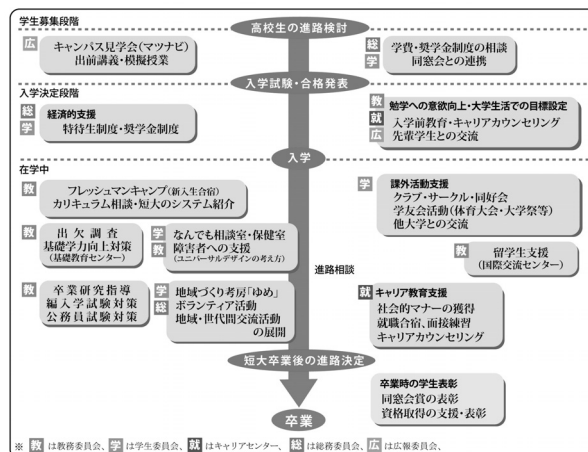 学生募集段階
高校生の進路検討
広 キャンパス見学会(マツナビ)
出前講義・模擬授業
総 学費・奨学金制度の相談
学 同窓会との連携
入学試験・合格発表
入学決定段階
総 経済的支援
学 特待生制度・奨学金制度
教 勉学への意欲向上・大学生活での目標設定
就 入学前教育・キャリアカウンセリング
広 先輩学生との交流
入学
在学中
教 フレッシュマンキャンプ(新入生合宿)
カリキュラム相談・短大のシステム紹介
学 課外活動支援
クラブ・サークル・同好会
学友会活動(体育大会・大学祭等)
他大学との交流
教 出欠調査
基礎学力向上対策
(基礎教育センター)
学 なんでも相談室・保健室
教 障害者への支援
(ユニバーサルデザインの考え方)
教 留学生支援
(国際交流センター)
進路相談
教 卒業研究指導
編入学試験対策
公務員試験対策
学 地域づくり考房「ゆめ」
総 ボランティア活動
地域・世代間交流活動
の展開
就 キャリア教育支援
社会的マナーの獲得
就職合宿、面接練習
キャリアカウンセリング
短大卒業後の進路決定
卒業時の学生表彰
同窓会賞の表彰
資格取得の支援・表彰
卒業
※ 教 は教務委員会、学 は学生委員会、就 はキャリアセンター、総 は総務委員会、広 は広報委員会、